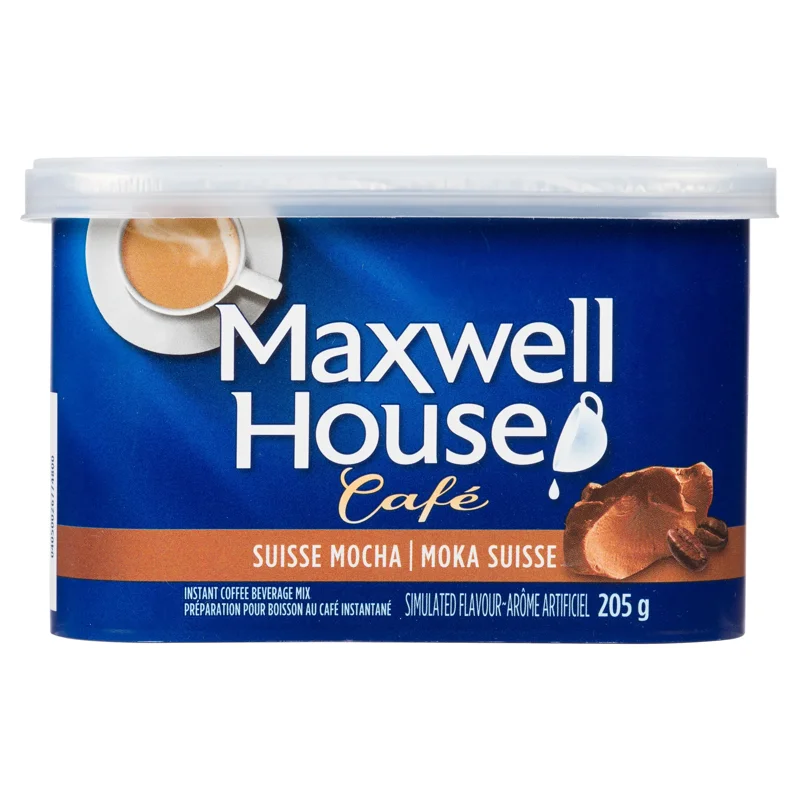 Maxwell
House
Café
SUISSE MOCHA | MOKA SUISSE
INSTANT COFFEE BEVERAGE MIX
PRÉPARATION POUR BOISSON AU CAFÉ INSTANTANÉ
SIMULATED FLAVOUR-ARÔME ARTIFICIEL 205 g